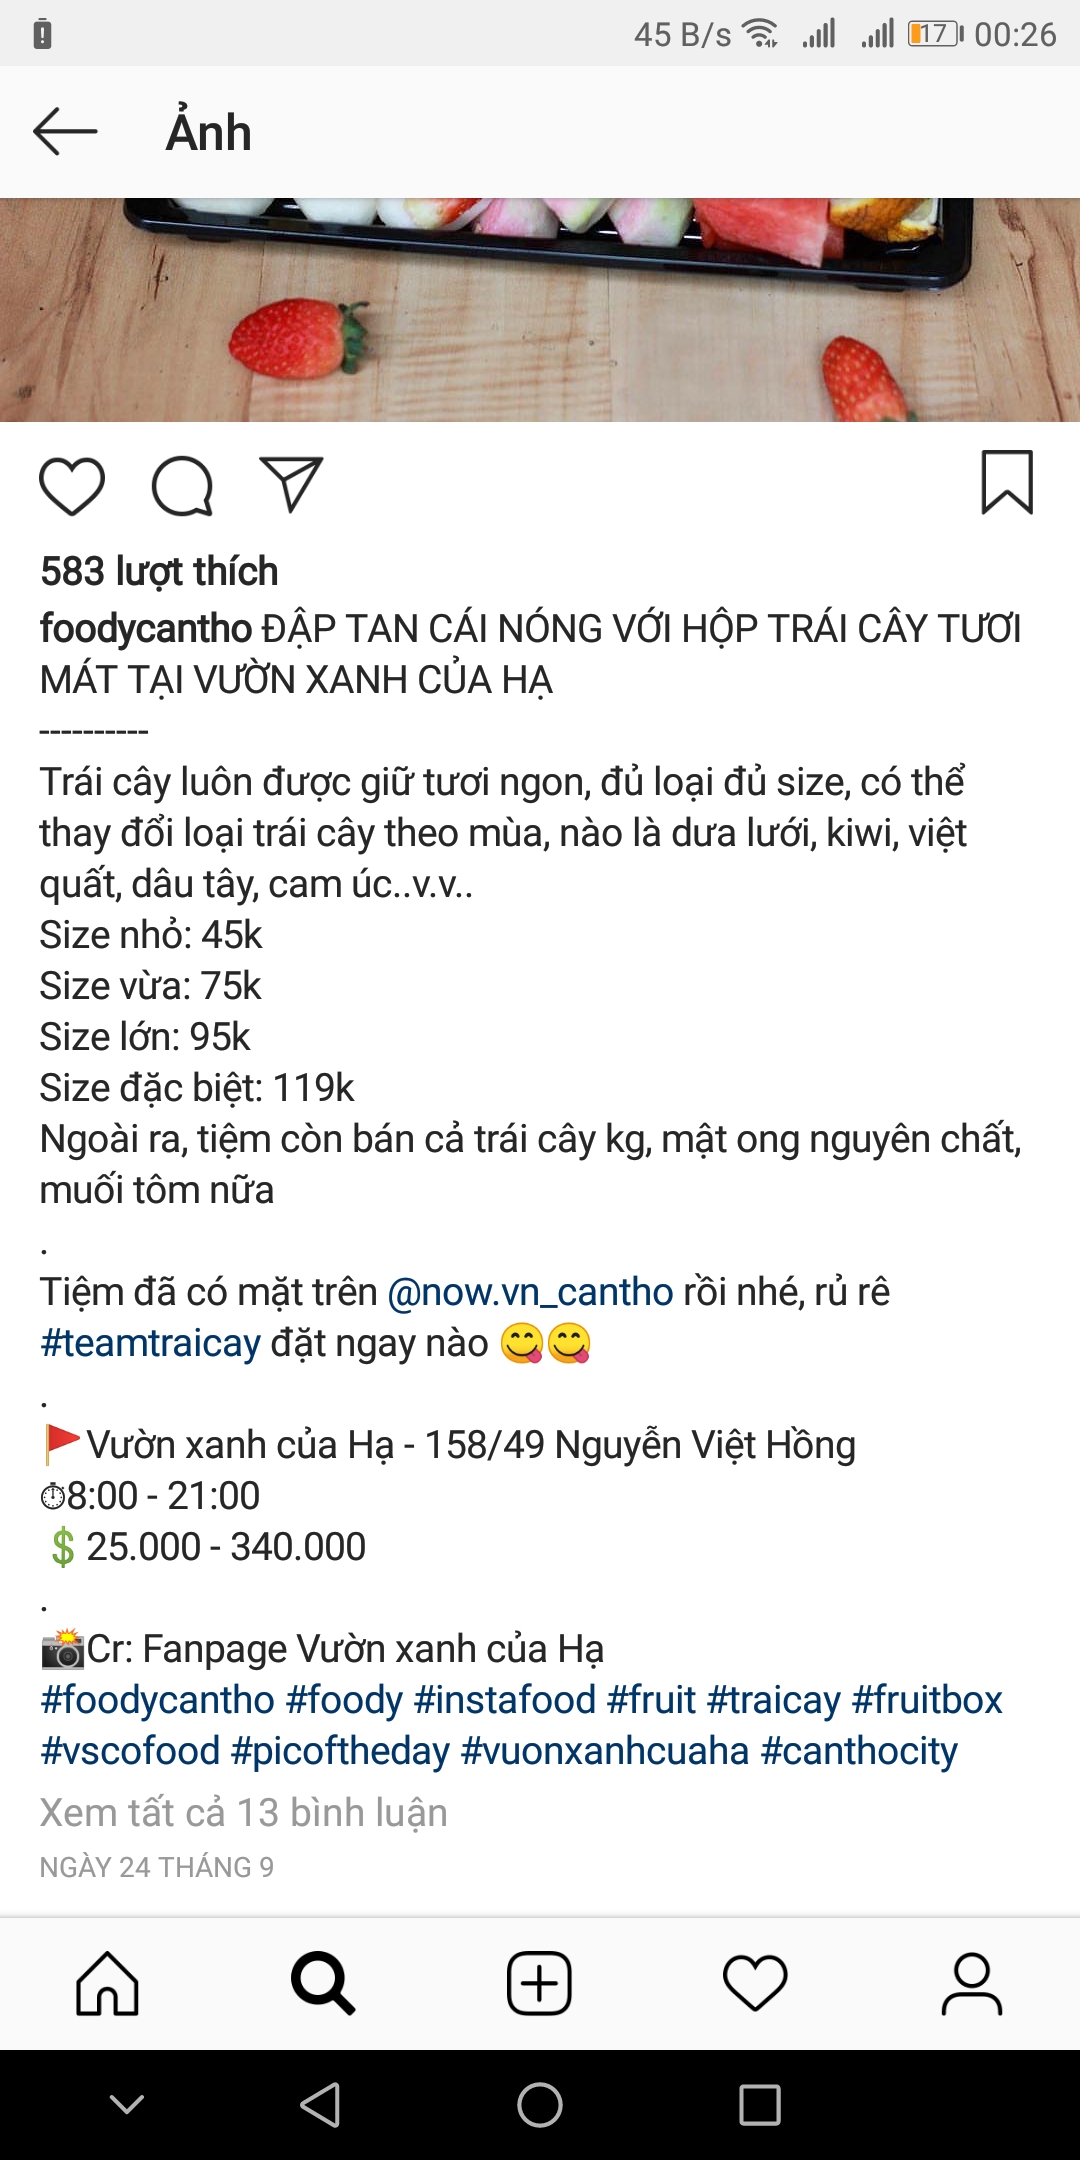 45 B/s 17 00:26
Ảnh
583 lượt thích
foodycantho ĐẬP TAN CÁI NÓNG VỚI HỘP TRÁI CÂY TƯƠI
MÁT TẠI VƯỜN XANH CỦA HẠ
----------
Trái cây luôn được giữ tươi ngon, đủ loại đủ size, có thể
thay đổi loại trái cây theo mùa, nào là dưa lưới, kiwi, việt
quất, dâu tây, cam úc..v.v..
Size nhỏ: 45k
Size vừa: 75k
Size lớn: 95k
Size đặc biệt: 119k
Ngoài ra, tiệm còn bán cả trái cây kg, mật ong nguyên chất,
muối tôm nữa
.
Tiệm đã có mặt trên @now.vn_cantho rồi nhé, rủ rê
#teamtraicay đặt ngay nào 😋😋
.
🚩Vườn xanh của Hạ - 158/49 Nguyễn Việt Hồng
⏱8:00 - 21:00
💲25.000 - 340.000
.
📸Cr: Fanpage Vườn xanh của Hạ
#foodycantho #foody #instafood #fruit #traicay #fruitbox
#vscofood #picoftheday #vuonxanhcuaha #canthocity
Xem tất cả 13 bình luận
NGÀY 24 THÁNG 9